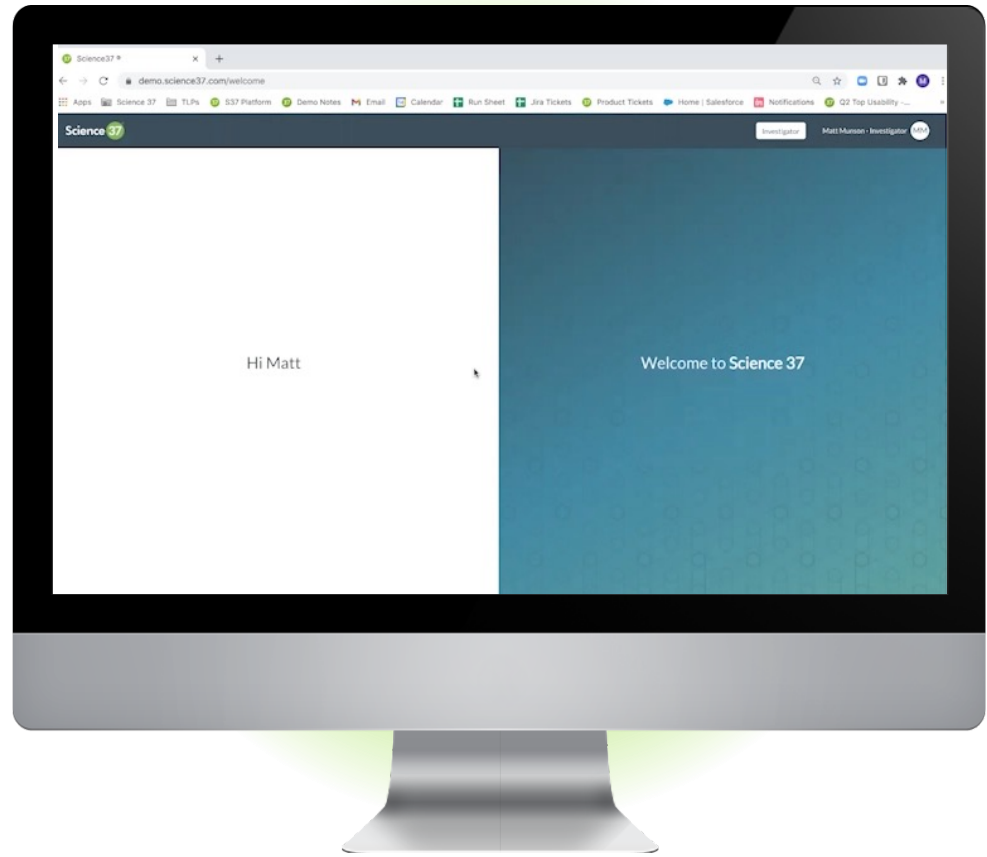 Science37 ®
demo.science37.com/welcome
Apps Science 37 TLPs S37 Platform Demo Notes Email Calendar Run Sheet Jira Tickets Product Tickets Home | Salesforce Notifications Q2 Top Usability -...
Science 37 Investigator Matt Munson - Investigator MM
Hi Matt
Welcome to Science 37